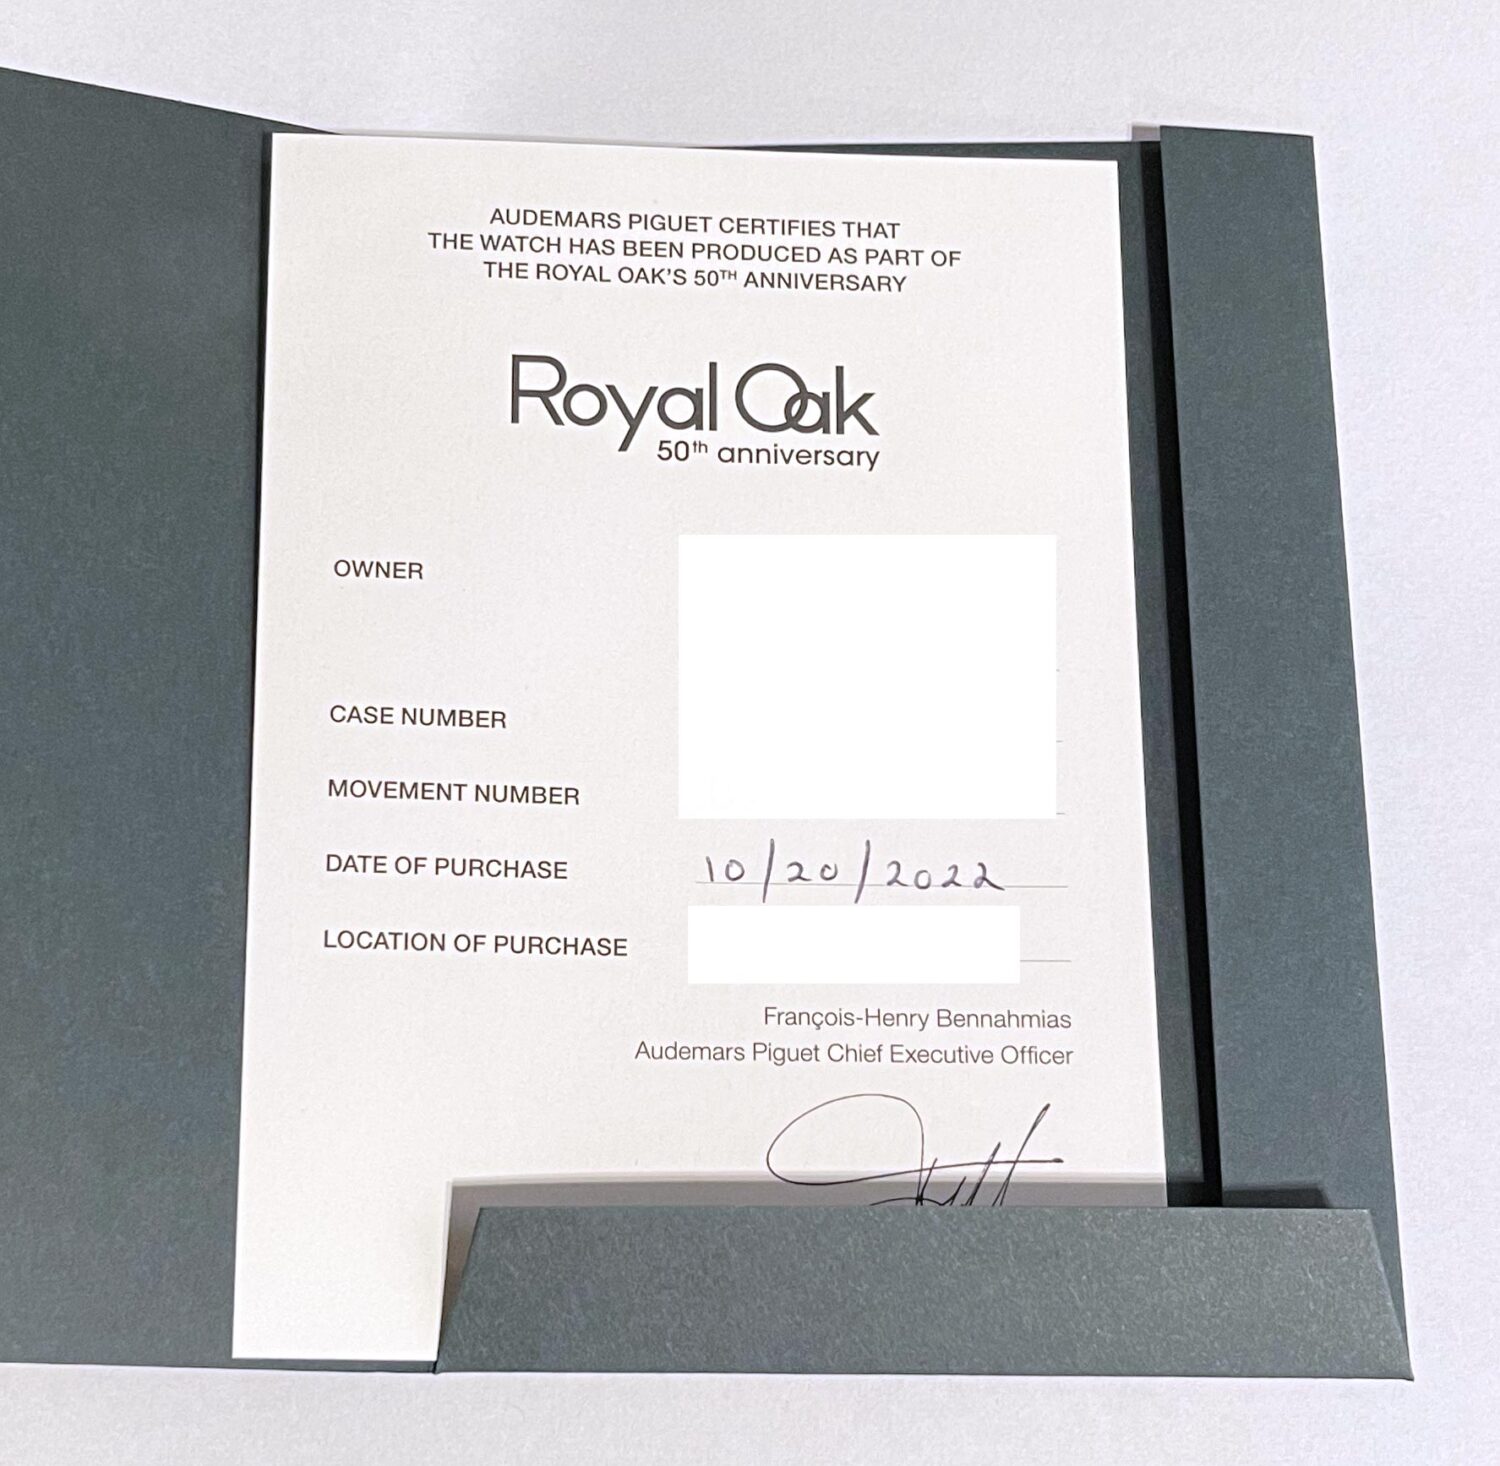 AUDEMARS PIGUET CERTIFIES THAT
THE WATCH HAS BEEN PRODUCED AS PART OF
THE ROYAL OAK'S 50TH ANNIVERSARY
Royal Oak
50th anniversary
OWNER
CASE NUMBER
MOVEMENT NUMBER
DATE OF PURCHASE 10/20/2022
LOCATION OF PURCHASE
François-Henry Bennahmias
Audemars Piguet Chief Executive Officer